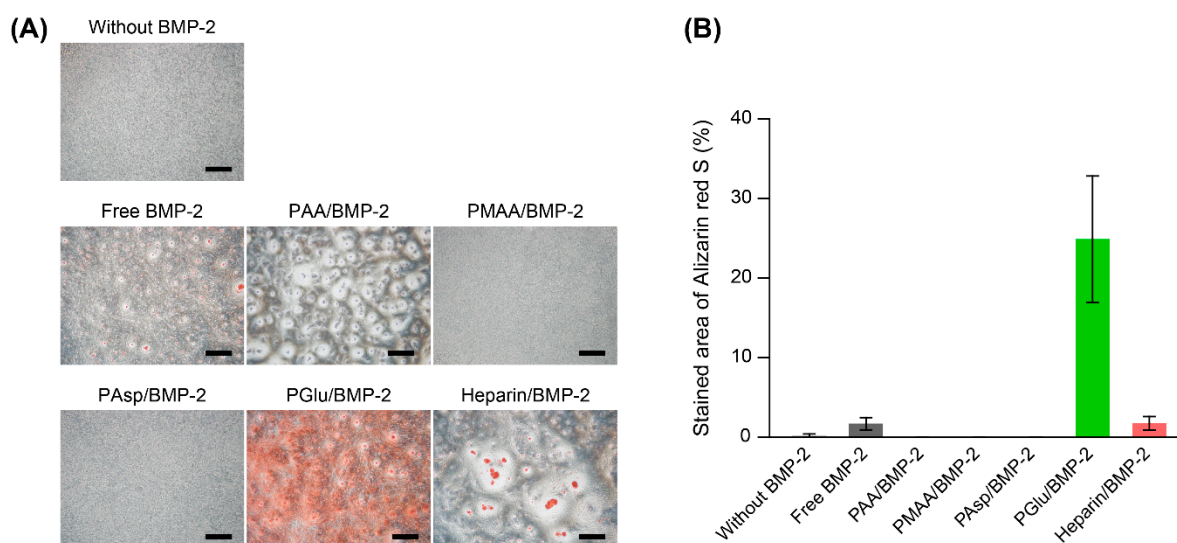 (A)
Without BMP-2
Free BMP-2
PAA/BMP-2
PMAA/BMP-2
PAsp/BMP-2
PGlu/BMP-2
Heparin/BMP-2
(B)
Stained area of Alizarin red S (%)
40
30
20
10
0
Without BMP-2
Free BMP-2
PAA/BMP-2
PMAA/BMP-2
PAsp/BMP-2
PGlu/BMP-2
Heparin/BMP-2